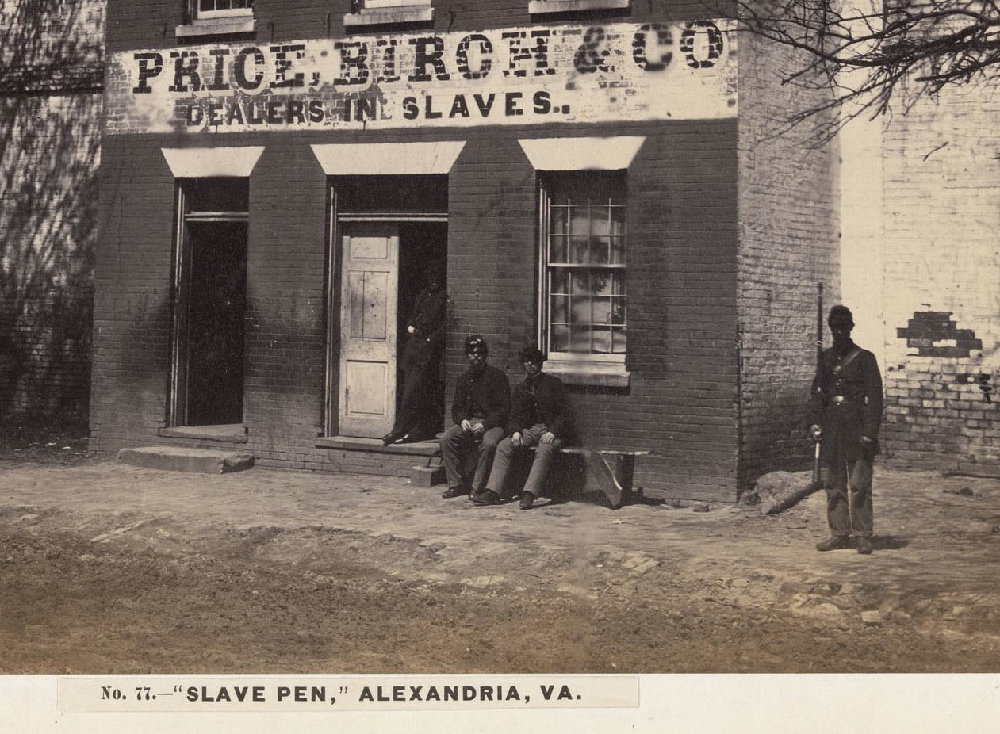 PRICE, BIRCH & CO
DEALERS IN SLAVES.
No. 77.—“SLAVE PEN,” ALEXANDRIA, VA.